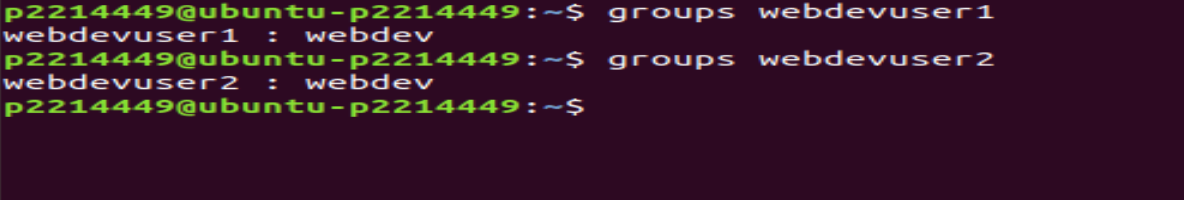 p2214449@ubuntu-p2214449:~$ groups webdevuser1
webdevuser1 : webdev
p2214449@ubuntu-p2214449:~$ groups webdevuser2
webdevuser2 : webdev
p2214449@ubuntu-p2214449:~$